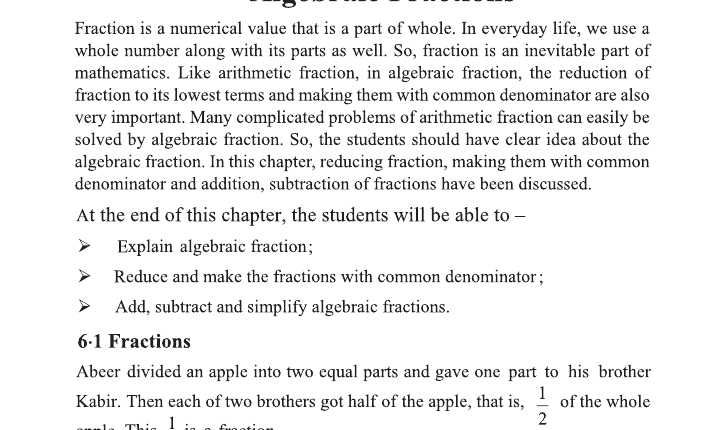 Algebraic Fractions
Fraction is a numerical value that is a part of whole. In everyday life, we use a
whole number along with its parts as well. So, fraction is an inevitable part of
mathematics. Like arithmetic fraction, in algebraic fraction, the reduction of
fraction to its lowest terms and making them with common denominator are also
very important. Many complicated problems of arithmetic fraction can easily be
solved by algebraic fraction. So, the students should have clear idea about the
algebraic fraction. In this chapter, reducing fraction, making them with common
denominator and addition, subtraction of fractions have been discussed.
At the end of this chapter, the students will be able to –
➢ Explain algebraic fraction;
➢ Reduce and make the fractions with common denominator;
➢ Add, subtract and simplify algebraic fractions.
6·1 Fractions
Abeer divided an apple into two equal parts and gave one part to his brother
Kabir. Then each of two brothers got half of the apple, that is, 1/2 of the whole
apple. This 1 is a fraction.